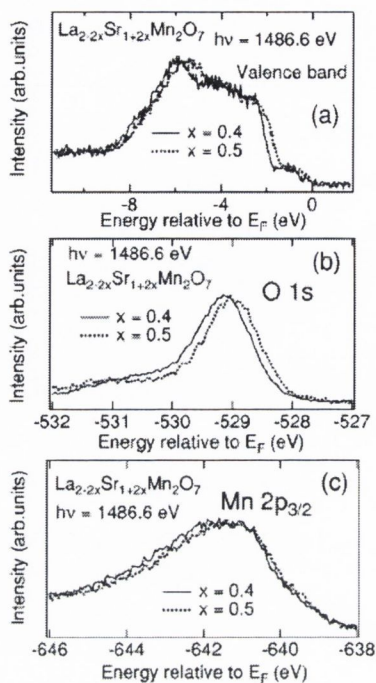 La2-2xSr1+2xMn2O7 hν = 1486.6 eV
Valence band
(a)
x = 0.4
x = 0.5
Intensity (arb.units)
-8 -4 0
Energy relative to EF (eV)
hν = 1486.6 eV (b)
La2-2xSr1+2xMn2O7
O 1s
x = 0.4
x = 0.5
Intensity (arb.units)
-532 -531 -530 -529 -528 -527
Energy relative to EF (eV)
La2-2xSr1+2xMn2O7 (c)
Mn 2p3/2
hν = 1486.6 eV
x = 0.4
x = 0.5
Intensity (arb.units)
-646 -644 -642 -640 -638
Energy relative to EF (eV)